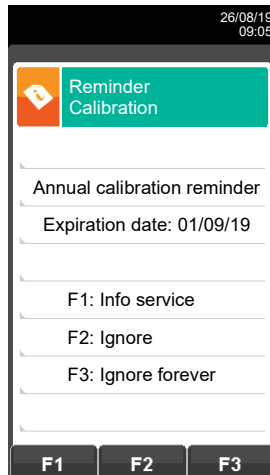 26/08/19
09:05
Reminder
Calibration
Annual calibration reminder
Expiration date: 01/09/19
F1: Info service
F2: Ignore
F3: Ignore forever
F1 F2 F3